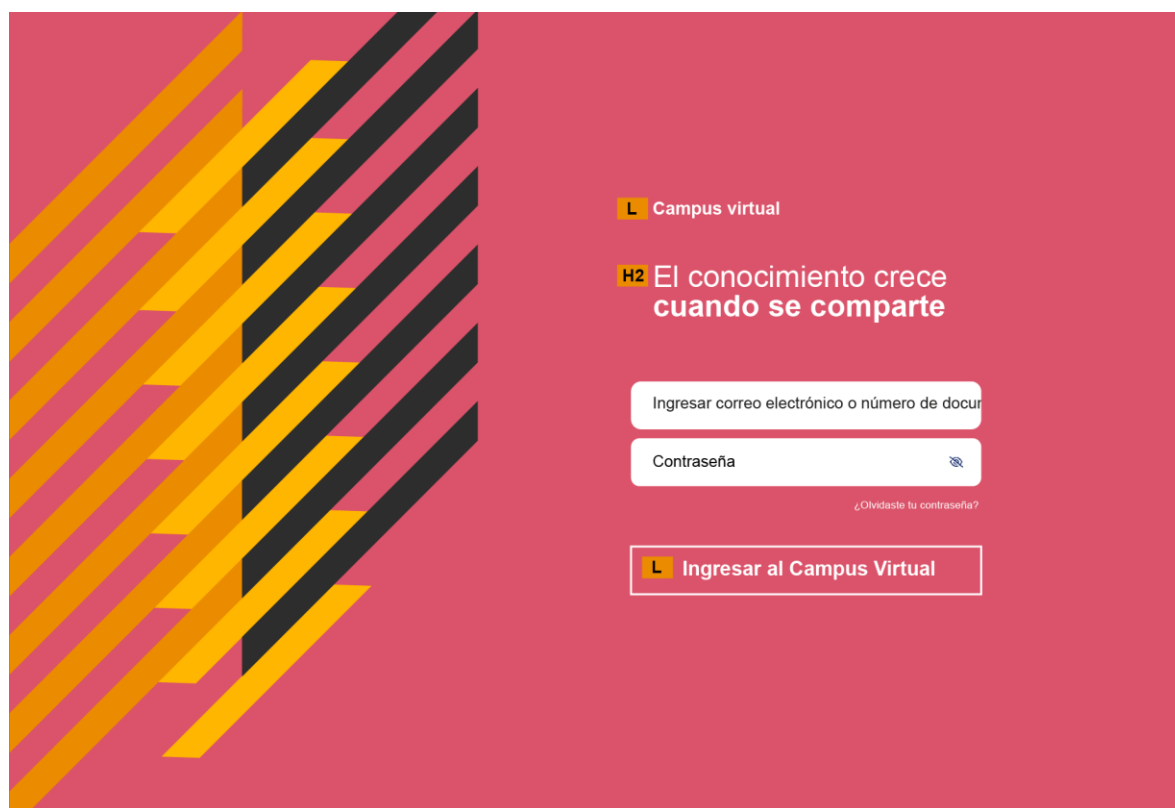 L Campus virtual
H2 El conocimiento crece
cuando se comparte
Ingresar correo electrónico o número de docur
Contraseña
¿Olvidaste tu contraseña?
L Ingresar al Campus Virtual